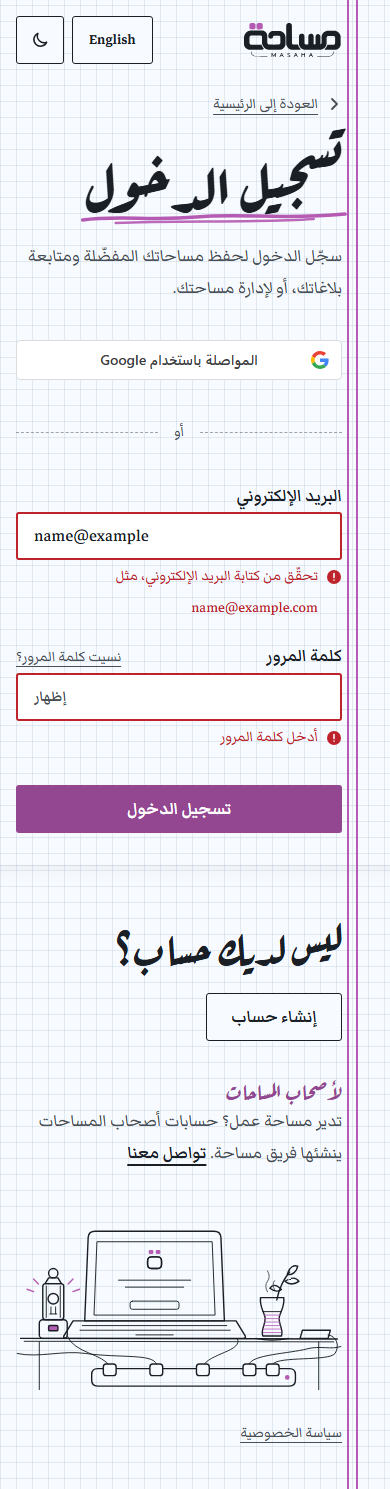 مساحة
MASAHA
English
العودة إلى الرئيسية
تسجيل الدخول
سجّل الدخول لحفظ مساحاتك المفضّلة ومتابعة
بلاغاتك، أو لإدارة مساحتك.
المواصلة باستخدام Google
أو
البريد الإلكتروني
name@example
تحقّق من كتابة البريد الإلكتروني، مثل
name@example.com
كلمة المرور
نسيت كلمة المرور؟
إظهار
أدخل كلمة المرور
تسجيل الدخول
ليس لديك حساب؟
إنشاء حساب
لأصحاب المساحات
تدير مساحة عمل؟ حسابات أصحاب المساحات
ينشئها فريق مساحة. تواصل معنا
سياسة الخصوصية